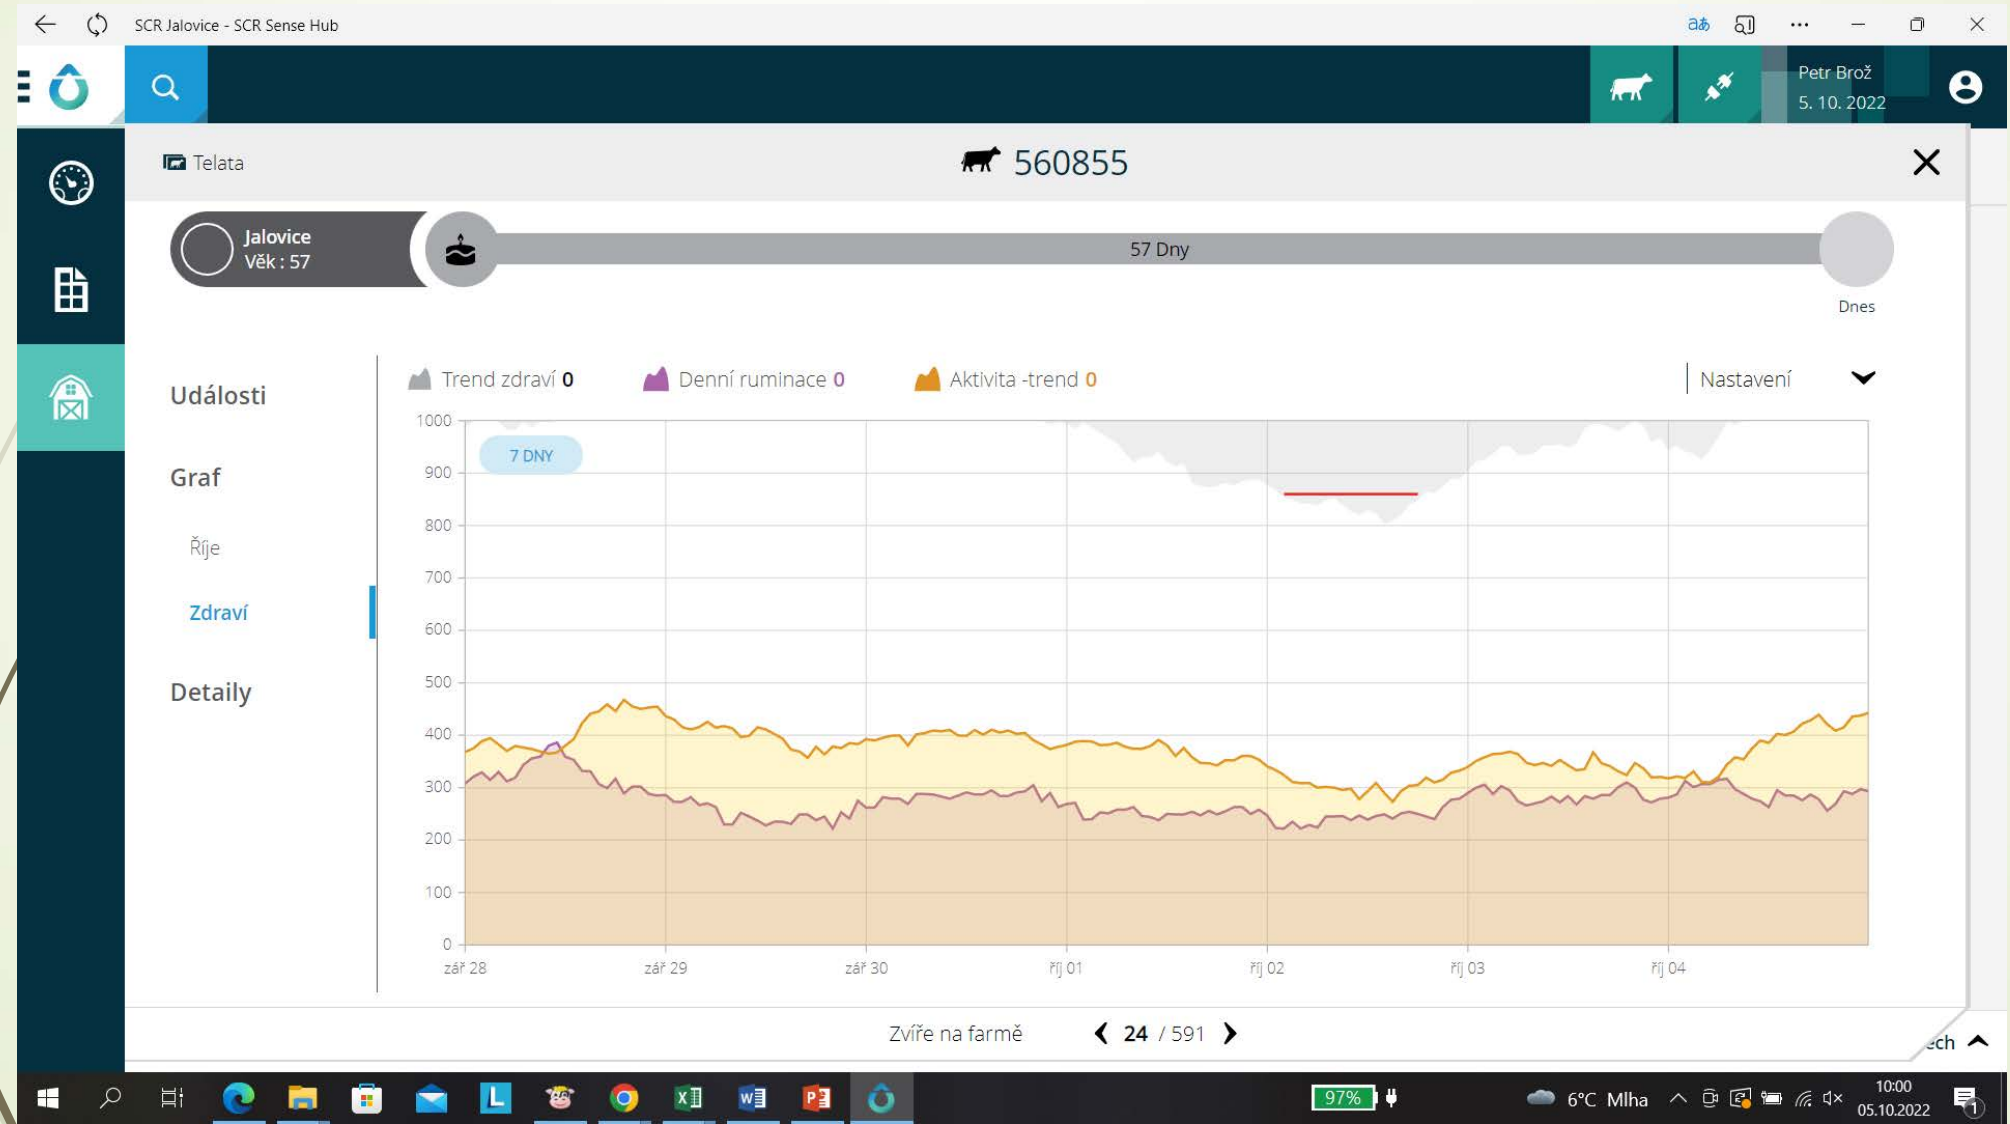 SCR Jalovice - SCR Sense Hub
Petr Brož
5. 10. 2022
Telata
560855
Jalovice
Věk : 57
57 Dny
Dnes
Události
Graf
Říje
Zdraví
Detaily
Trend zdraví 0
Denní ruminace 0
Aktivita -trend 0
Nastavení
7 DNY
1000
900
800
700
600
500
400
300
200
100
0
zář 28
zář 29
zář 30
říj 01
říj 02
říj 03
říj 04
Zvíře na farmě
24 / 591
97%
6°C Mlha
10:00
05.10.2022
1